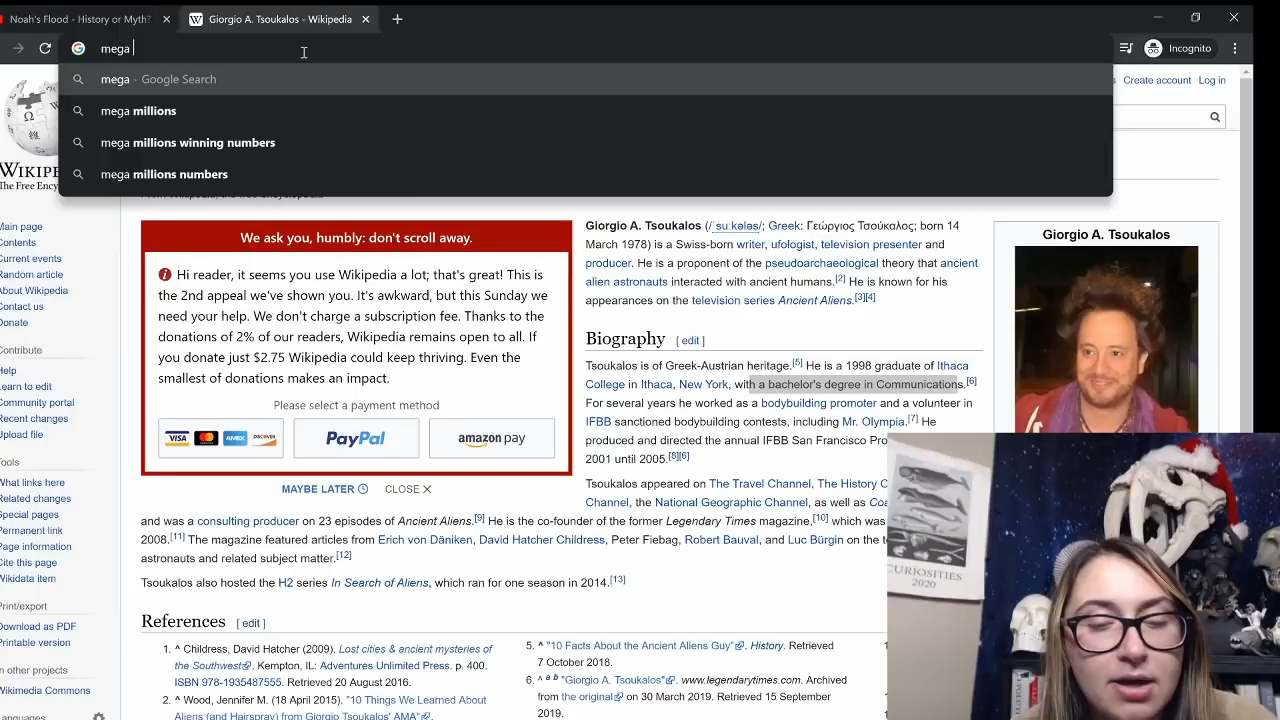 Noah's Flood - History or Myth?
Giorgio A. Tsoukalos - Wikipedia
mega
Incognito
mega - Google Search
mega millions
mega millions winning numbers
mega millions numbers
Create account Log in
WIKIPE
The Free Ency
Main page
Contents
Current events
Random article
About Wikipedia
Contact us
Donate
Contribute
Help
Learn to edit
Community portal
Recent changes
Upload file
Tools
What links here
Related changes
Special pages
Permanent link
Page information
Cite this page
Wikidata item
Print/export
Download as PDF
Printable version
In other projects
Wikimedia Commons
Languages
We ask you, humbly: don't scroll away.
Hi reader, it seems you use Wikipedia a lot; that's great! This is
the 2nd appeal we've shown you. It's awkward, but this Sunday we
need your help. We don't charge a subscription fee. Thanks to the
donations of 2% of our readers, Wikipedia remains open to all. If
you donate just $2.75 Wikipedia could keep thriving. Even the
smallest of donations makes an impact.
Please select a payment method
VISA AMEX DISCOVER
PayPal
amazon pay
MAYBE LATER CLOSE
Giorgio A. Tsoukalos (/ˈsuːkələs/; Greek: Γεώργιος Τσούκαλος; born 14
March 1978) is a Swiss-born writer, ufologist, television presenter and
producer. He is a proponent of the pseudoarchaeological theory that ancient
alien astronauts interacted with ancient humans.[2] He is known for his
appearances on the television series Ancient Aliens.[3][4]
Giorgio A. Tsoukalos
Biography [ edit ]
Tsoukalos is of Greek-Austrian heritage.[5] He is a 1998 graduate of Ithaca
College in Ithaca, New York, with a bachelor's degree in Communications.[6]
For several years he worked as a bodybuilding promoter and a volunteer in
IFBB sanctioned bodybuilding contests, including Mr. Olympia.[7] He
produced and directed the annual IFBB San Francisco Pro
2001 until 2005.[8][6]
Tsoukalos appeared on The Travel Channel, The History C
Channel, the National Geographic Channel, as well as Coa
and was a consulting producer on 23 episodes of Ancient Aliens.[9] He is the co-founder of the former Legendary Times magazine,[10] which was
2008.[11] The magazine featured articles from Erich von Däniken, David Hatcher Childress, Peter Fiebag, Robert Bauval, and Luc Bürgin on the to
astronauts and related subject matter.[12]
Tsoukalos also hosted the H2 series In Search of Aliens, which ran for one season in 2014.[13]
References [ edit ]
1. ^ Childress, David Hatcher (2009). Lost cities & ancient mysteries of
the Southwest. Kempton, IL: Adventures Unlimited Press. p. 400.
ISBN 978-1935487555. Retrieved 20 August 2016.
2. ^ Wood, Jennifer M. (18 April 2015). "10 Things We Learned About
Aliens (and Hairspray) from Giorgio Tsoukalos' AMA"
5. ^ "10 Facts About the Ancient Aliens Guy". History. Retrieved
7 October 2018.
6. ^ a b "Giorgio A. Tsoukalos". www.legendarytimes.com. Archived
from the original on 30 March 2019. Retrieved 15 September
2019.
CURIOSITIES
2020